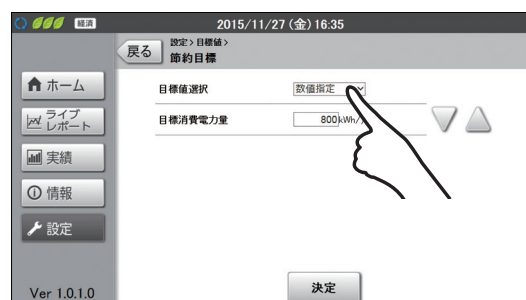 経済
2015/11/27(金)16:35
戻る
設定>目標値>
節約目標
ホーム
ライブ
レポート
実績
情報
設定
Ver 1.0.1.0
目標値選択
数値指定
目標消費電力量
800 kWh/
決定